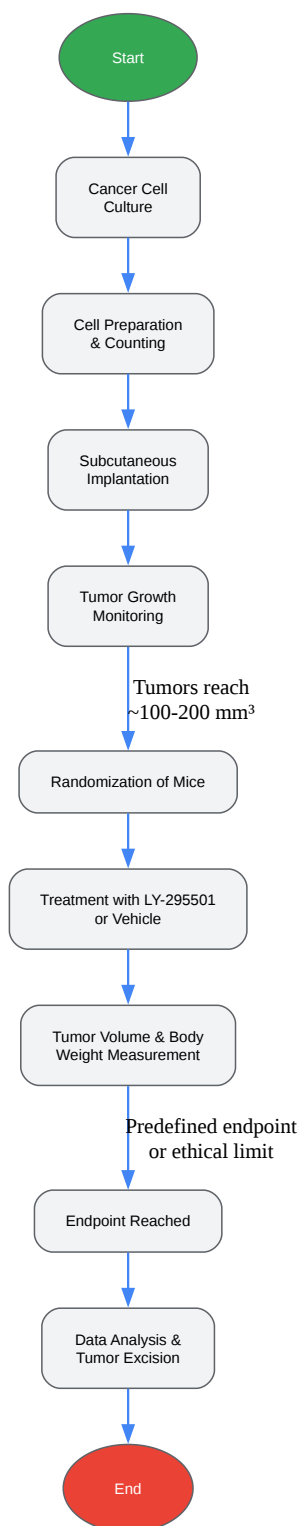 Start
Cancer Cell
Culture
Cell Preparation
& Counting
Subcutaneous
Implantation
Tumor Growth
Monitoring
Tumors reach
~100-200 mm³
Randomization of Mice
Treatment with LY-295501
or Vehicle
Tumor Volume & Body
Weight Measurement
Predefined endpoint
or ethical limit
Endpoint Reached
Data Analysis &
Tumor Excision
End